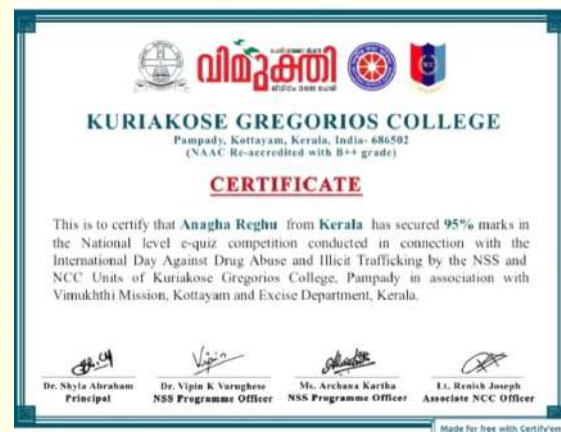 വിമുക്തി
NCC
KURIAKOSE GREGORIOS COLLEGE
Pampady, Kottayam, Kerala, India- 686502
(NAAC Re-accredited with B++ grade)
CERTIFICATE
This is to certify that Anagha Reghu from Kerala has secured 95% marks in
the National level e-quiz competition conducted in connection with the
International Day Against Drug Abuse and Illicit Trafficking by the NSS and
NCC Units of Kuriakose Gregorios College, Pampady in association with
Vimukhthi Mission, Kottayam and Excise Department, Kerala.
Dr. Shyla Abraham Dr. Vipin K Varughese Ms. Archana Kartha Lt. Renish Joseph
Principal NSS Programme Officer NSS Programme Officer Associate NCC Officer
Made for free with Certify'em